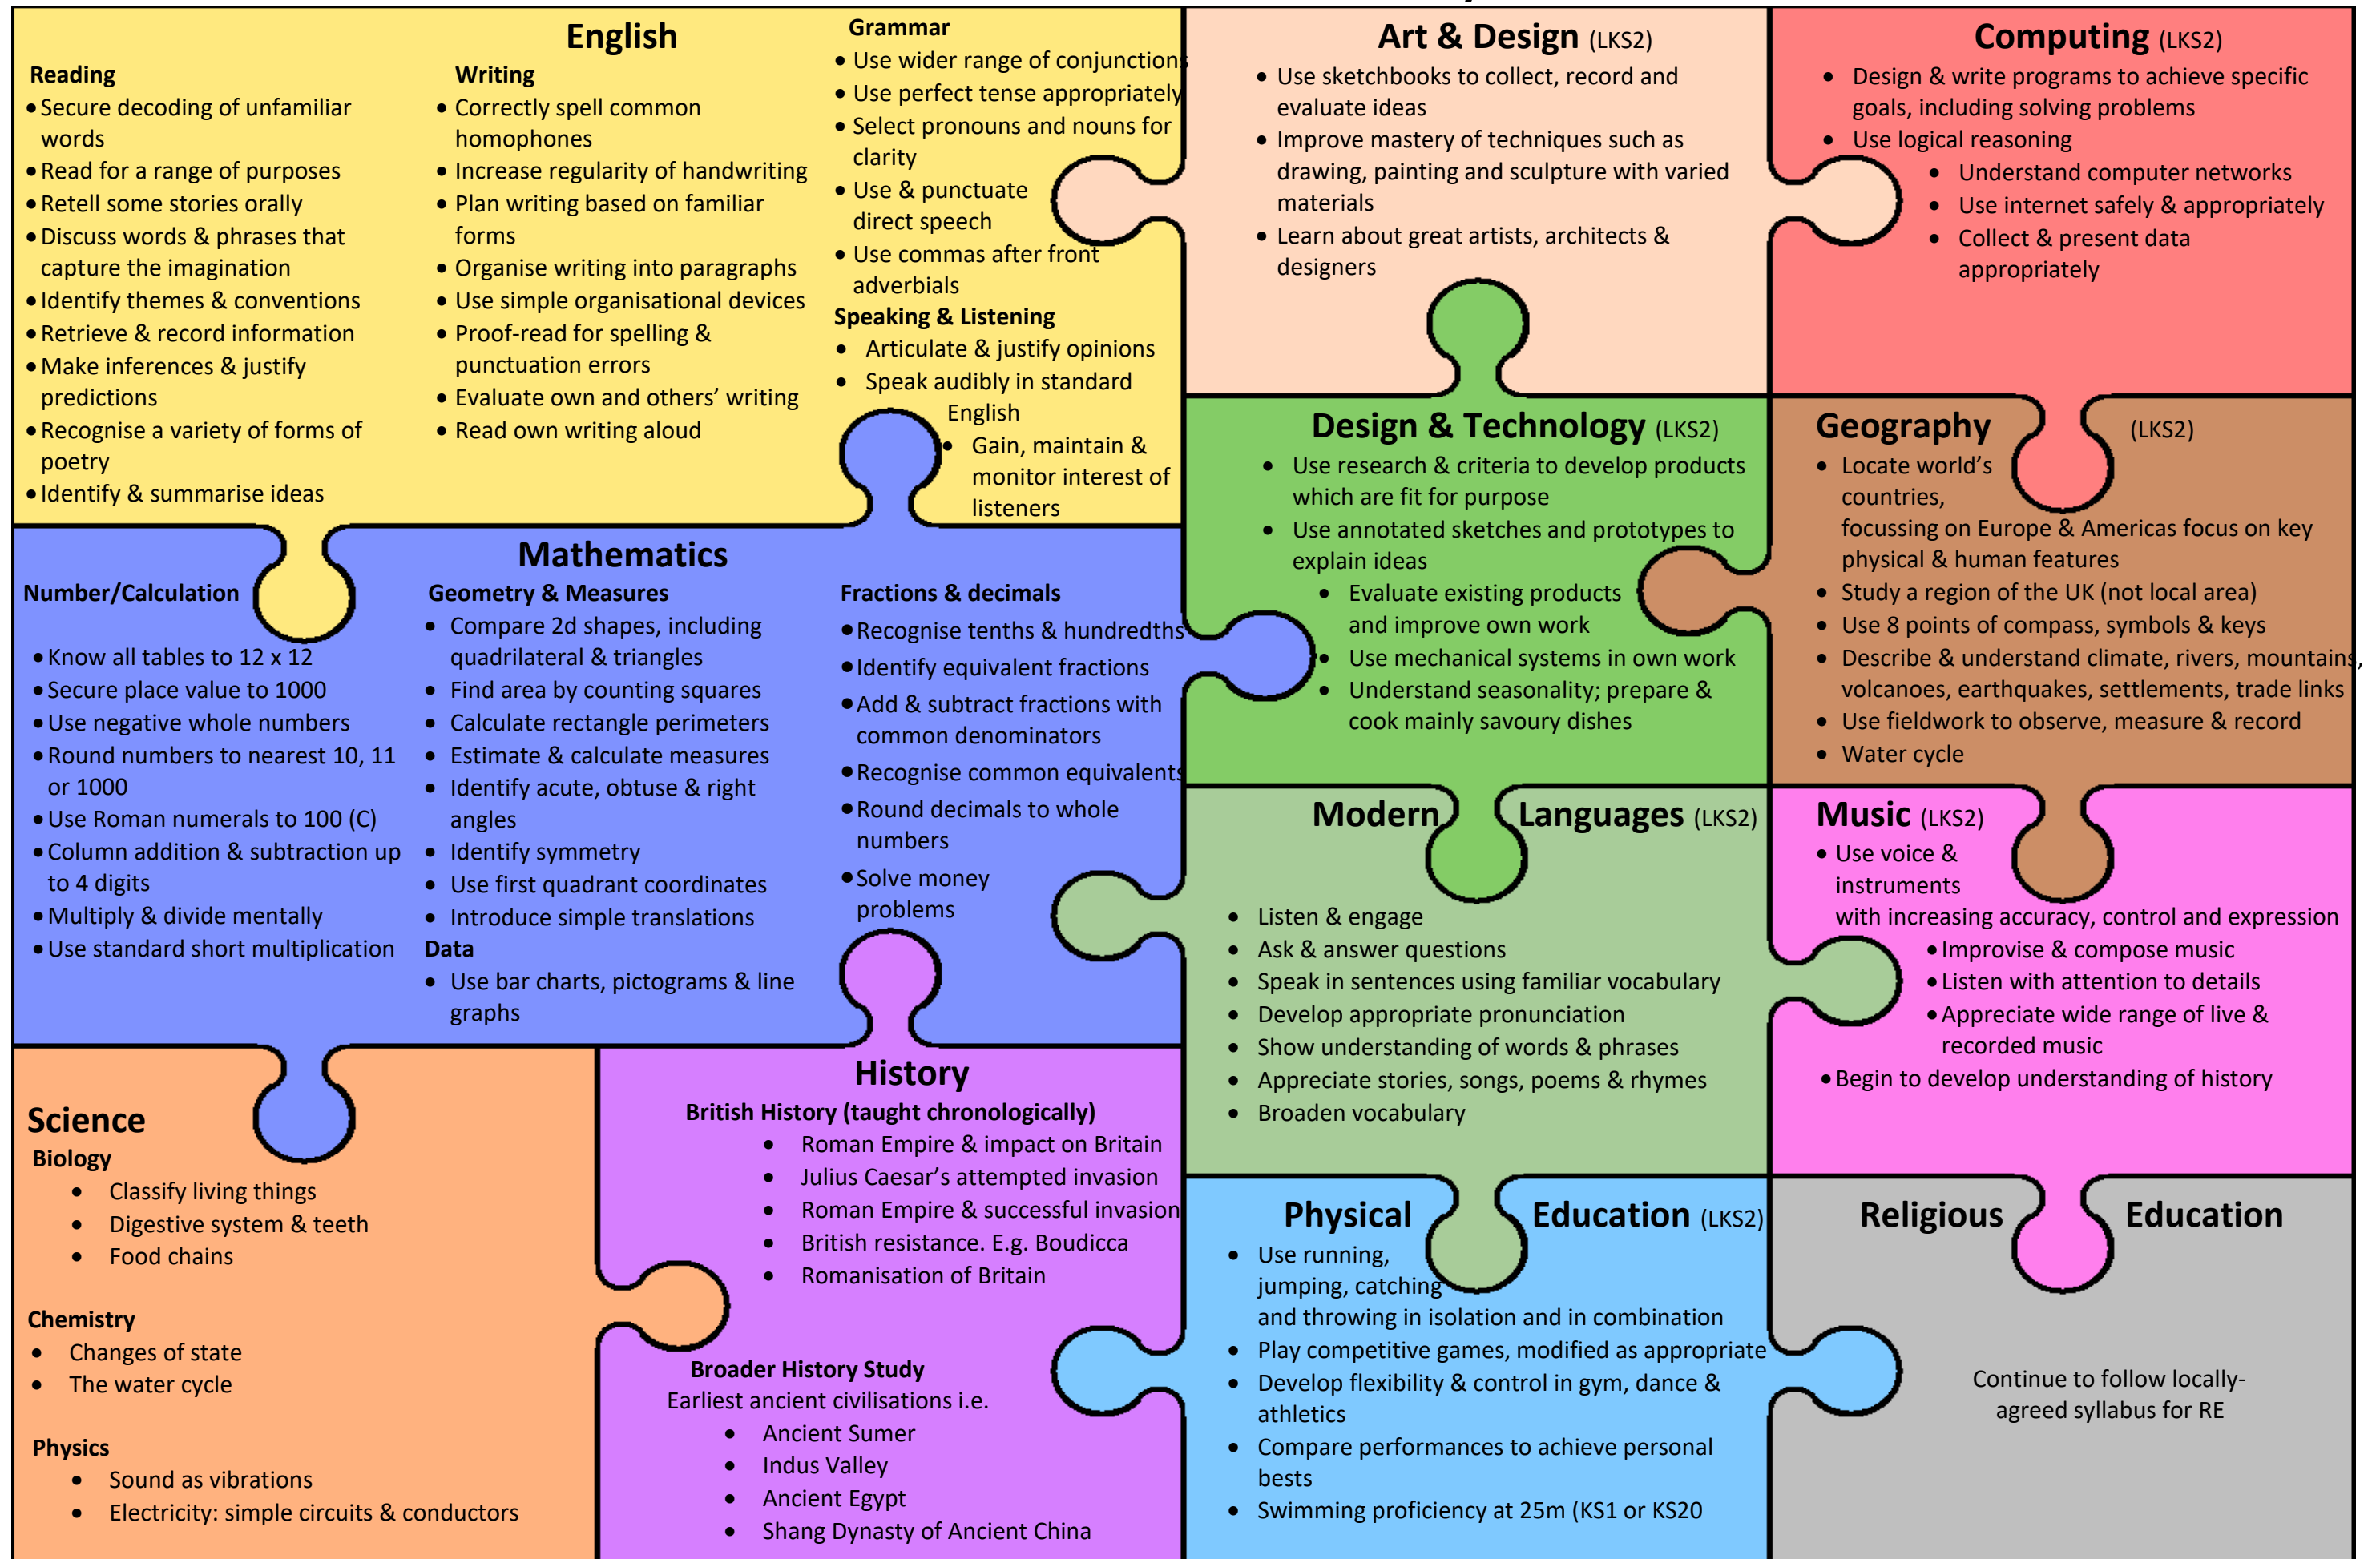 English
Reading
• Secure decoding of unfamiliar
words
• Read for a range of purposes
• Retell some stories orally
• Discuss words & phrases that
capture the imagination
• Identify themes & conventions
• Retrieve & record information
• Make inferences & justify
predictions
• Recognise a variety of forms of
poetry
• Identify & summarise ideas
Writing
• Correctly spell common
homophones
• Increase regularity of handwriting
• Plan writing based on familiar
forms
• Organise writing into paragraphs
• Use simple organisational devices
• Proof-read for spelling &
punctuation errors
• Evaluate own and others’ writing
• Read own writing aloud
Grammar
• Use wider range of conjunctions
• Use perfect tense appropriately
• Select pronouns and nouns for
clarity
• Use & punctuate
direct speech
• Use commas after front
adverbials
Speaking & Listening
• Articulate & justify opinions
• Speak audibly in standard
English
• Gain, maintain &
monitor interest of
listeners
Art & Design (LKS2)
• Use sketchbooks to collect, record and
evaluate ideas
• Improve mastery of techniques such as
drawing, painting and sculpture with varied
materials
• Learn about great artists, architects &
designers
Computing (LKS2)
• Design & write programs to achieve specific
goals, including solving problems
• Use logical reasoning
• Understand computer networks
• Use internet safely & appropriately
• Collect & present data
appropriately
Mathematics
Number/Calculation
• Know all tables to 12 x 12
• Secure place value to 1000
• Use negative whole numbers
• Round numbers to nearest 10, 11
or 1000
• Use Roman numerals to 100 (C)
• Column addition & subtraction up
to 4 digits
• Multiply & divide mentally
• Use standard short multiplication
Geometry & Measures
• Compare 2d shapes, including
quadrilateral & triangles
• Find area by counting squares
• Calculate rectangle perimeters
• Estimate & calculate measures
• Identify acute, obtuse & right
angles
• Identify symmetry
• Use first quadrant coordinates
• Introduce simple translations
Data
• Use bar charts, pictograms & line
graphs
Fractions & decimals
• Recognise tenths & hundredths
• Identify equivalent fractions
• Add & subtract fractions with
common denominators
• Recognise common equivalents
• Round decimals to whole
numbers
• Solve money
problems
Design & Technology (LKS2)
• Use research & criteria to develop products
which are fit for purpose
• Use annotated sketches and prototypes to
explain ideas
• Evaluate existing products
and improve own work
• Use mechanical systems in own work
• Understand seasonality; prepare &
cook mainly savoury dishes
Geography (LKS2)
• Locate world’s
countries,
focussing on Europe & Americas focus on key
physical & human features
• Study a region of the UK (not local area)
• Use 8 points of compass, symbols & keys
• Describe & understand climate, rivers, mountains,
volcanoes, earthquakes, settlements, trade links
• Use fieldwork to observe, measure & record
• Water cycle
Modern Languages (LKS2)
• Listen & engage
• Ask & answer questions
• Speak in sentences using familiar vocabulary
• Develop appropriate pronunciation
• Show understanding of words & phrases
• Appreciate stories, songs, poems & rhymes
• Broaden vocabulary
Music (LKS2)
• Use voice &
instruments
with increasing accuracy, control and expression
• Improvise & compose music
• Listen with attention to details
• Appreciate wide range of live &
recorded music
• Begin to develop understanding of history
Science
Biology
• Classify living things
• Digestive system & teeth
• Food chains
Chemistry
• Changes of state
• The water cycle
Physics
• Sound as vibrations
• Electricity: simple circuits & conductors
History
British History (taught chronologically)
• Roman Empire & impact on Britain
• Julius Caesar’s attempted invasion
• Roman Empire & successful invasion
• British resistance. E.g. Boudicca
• Romanisation of Britain
Broader History Study
Earliest ancient civilisations i.e.
• Ancient Sumer
• Indus Valley
• Ancient Egypt
• Shang Dynasty of Ancient China
Physical Education (LKS2)
• Use running,
jumping, catching
and throwing in isolation and in combination
• Play competitive games, modified as appropriate
• Develop flexibility & control in gym, dance &
athletics
• Compare performances to achieve personal
bests
• Swimming proficiency at 25m (KS1 or KS20
Religious Education
Continue to follow locally-
agreed syllabus for RE